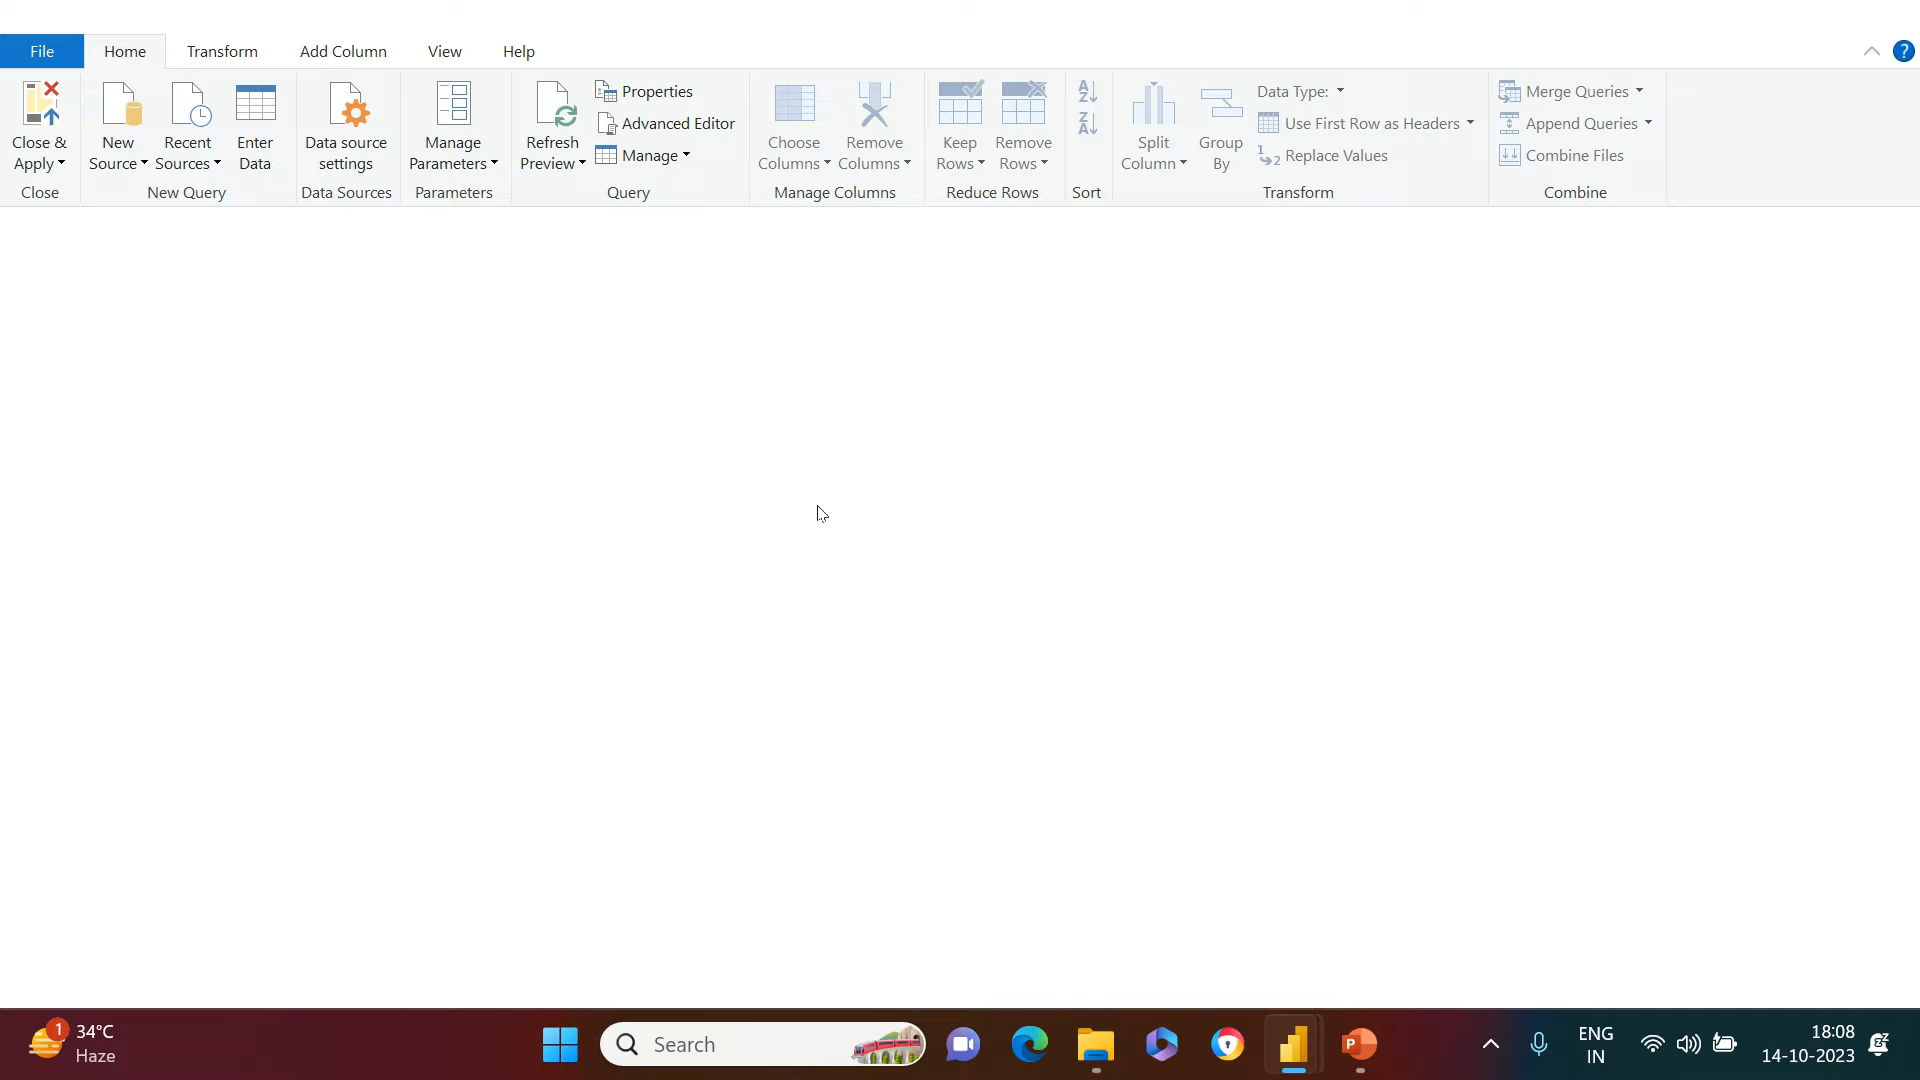 File Home Transform Add Column View Help
?
Close & Apply
New Source
Recent Sources
Enter Data
Data source settings
Manage Parameters
Refresh Preview
Properties
Advanced Editor
Manage
Choose Columns
Remove Columns
Keep Rows
Remove Rows
A
Z
Z
A
Split Column
Group By
Data Type:
Use First Row as Headers
1
2
Replace Values
Merge Queries
Append Queries
Combine Files
Close
New Query
Data Sources
Parameters
Query
Manage Columns
Reduce Rows
Sort
Transform
Combine
1
34°C
Haze
Search
P
ENG
IN
18:08
14-10-2023
z
z